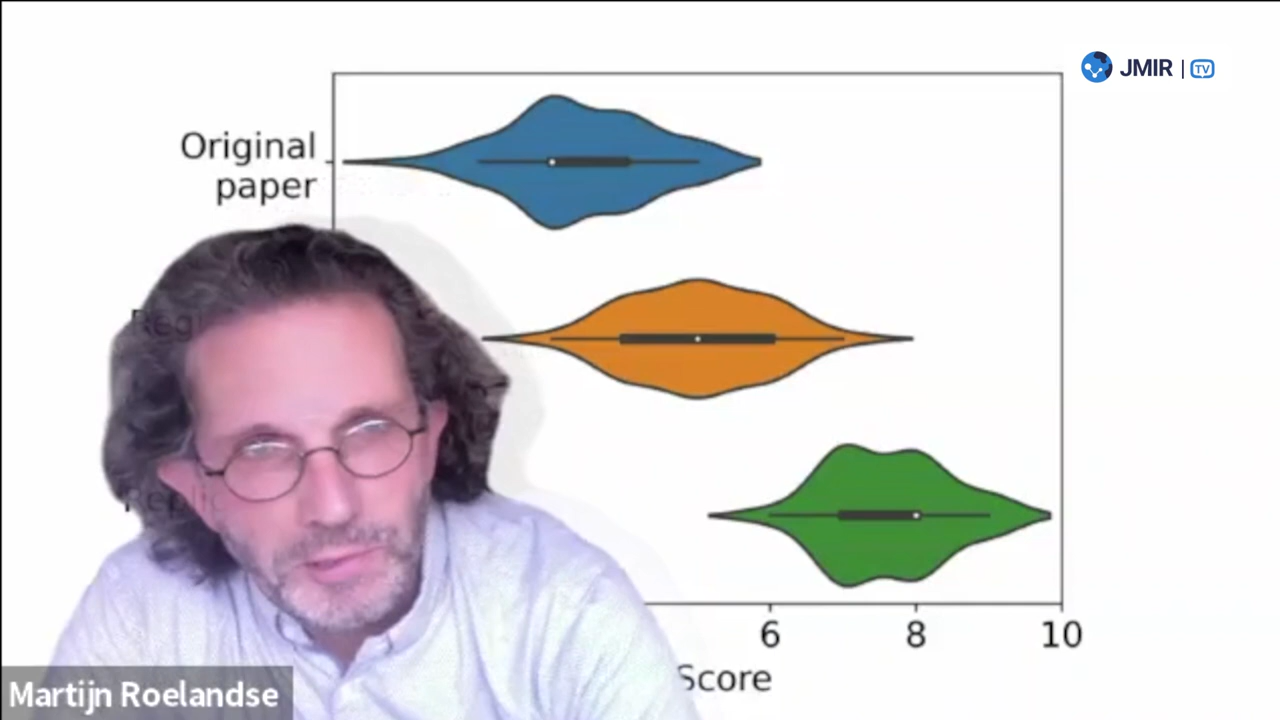 JMIR | TV
Original
paper
6 8 10
Score
Martijn Roelandse